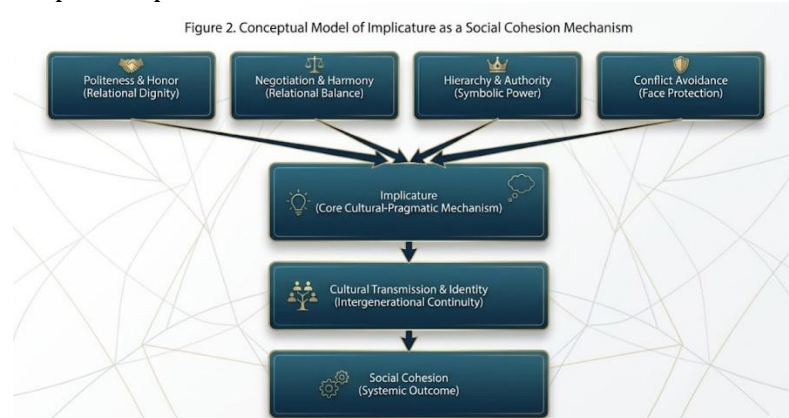 Figure 2. Conceptual Model of Implicature as a Social Cohesion Mechanism
Politeness & Honor
(Relational Dignity)
Negotiation & Harmony
(Relational Balance)
Hierarchy & Authority
(Symbolic Power)
Conflict Avoidance
(Face Protection)
Implicature
(Core Cultural-Pragmatic Mechanism)
Cultural Transmission & Identity
(Intergenerational Continuity)
Social Cohesion
(Systemic Outcome)